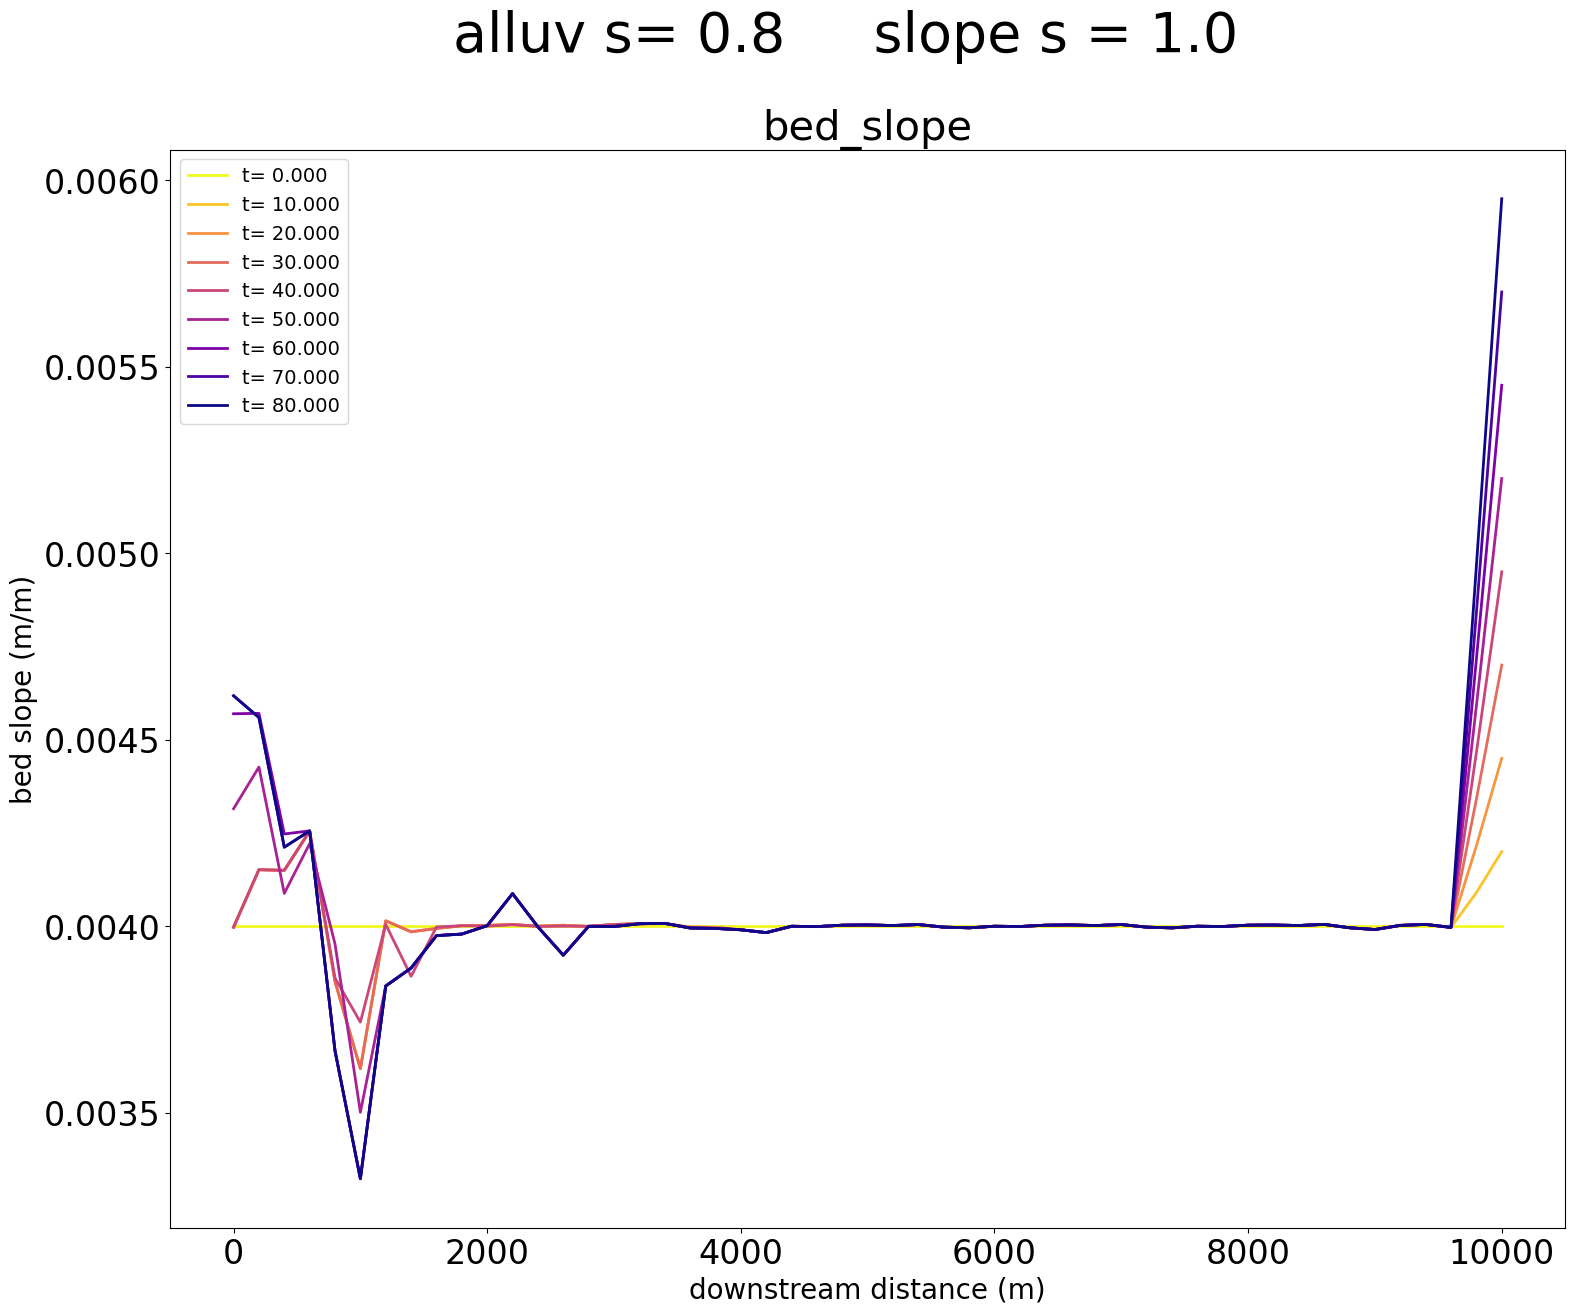 alluv s= 0.8     slope s = 1.0
bed_slope
t= 0.000
t= 10.000
t= 20.000
t= 30.000
t= 40.000
t= 50.000
t= 60.000
t= 70.000
t= 80.000
0.0060
0.0055
0.0050
0.0045
0.0040
0.0035
bed slope (m/m)
0 2000 4000 6000 8000 10000
downstream distance (m)